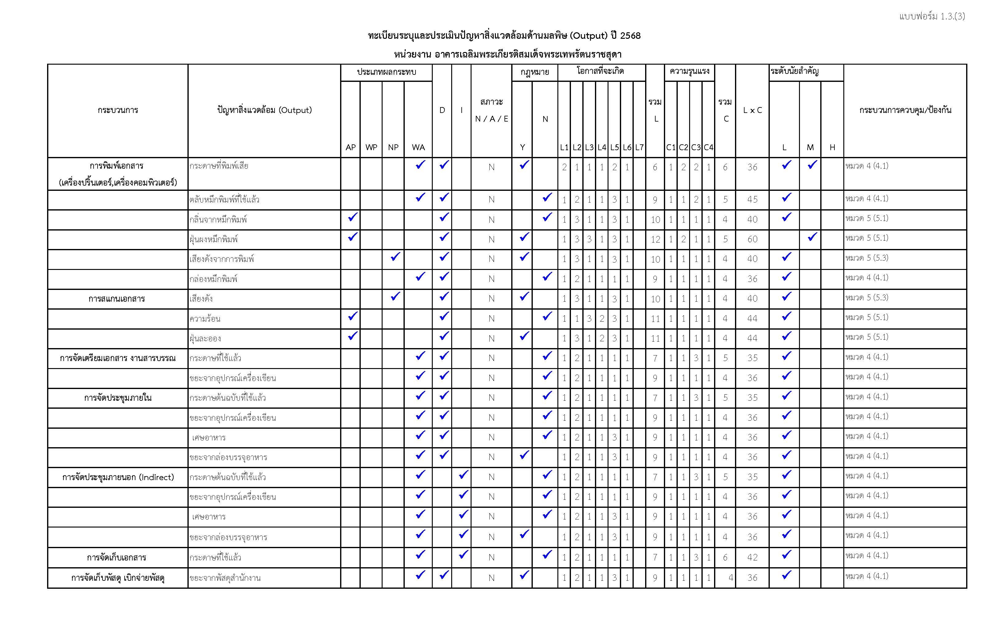 แบบฟอร์ม 1.3.(3)
ทะเบียนระบุและประเมินปัญหาสิ่งแวดล้อมด้านมลพิษ (Output) ปี 2568
หน่วยงาน อาคารเฉลิมพระเกียรติสมเด็จพระเทพรัตนราชสุดา
กระบวนการ ปัญหาสิ่งแวดล้อม (Output) ประเภทผลกระทบ D I สภาวะ N / A / E กฎหมาย โอกาสที่จะเกิด รวม L ความรุนแรง รวม C L x C ระดับนัยสำคัญ กระบวนการควบคุม/ป้องกัน
AP WP NP WA Y N L1 L2 L3 L4 L5 L6 L7 C1 C2 C3 C4 L M H
การพิมพ์เอกสาร กระดาษที่พิมพ์เสีย ✓ ✓ N ✓ 2 1 1 1 2 1 6 1 2 2 1 6 36 ✓ ✓ หมวด 4 (4.1)
(เครื่องปริ้นเตอร์,เครื่องคอมพิวเตอร์)
ตลับหมึกพิมพ์ที่ใช้แล้ว ✓ ✓ N ✓ 1 2 1 1 3 1 9 1 1 2 1 5 45 ✓ หมวด 4 (4.1)
กลิ่นจากหมึกพิมพ์ ✓ ✓ N ✓ 1 3 1 1 3 1 10 1 1 1 1 4 40 ✓ หมวด 5 (5.1)
ฝุ่นผงหมึกพิมพ์ ✓ ✓ N ✓ 1 3 3 1 3 1 12 1 2 1 1 5 60 ✓ หมวด 5 (5.1)
เสียงดังจากการพิมพ์ ✓ ✓ N ✓ 1 3 1 1 3 1 10 1 1 1 1 4 40 ✓ หมวด 5 (5.3)
กล่องหมึกพิมพ์ ✓ ✓ N ✓ 1 2 1 1 1 1 9 1 1 1 1 4 36 ✓ หมวด 4 (4.1)
การสแกนเอกสาร เสียงดัง ✓ ✓ N ✓ 1 3 1 1 3 1 10 1 1 1 1 4 40 ✓ หมวด 5 (5.3)
ความร้อน ✓ ✓ N ✓ 1 1 3 2 3 1 11 1 1 1 1 4 44 ✓ หมวด 5 (5.1)
ฝุ่นละออง ✓ ✓ N ✓ 1 3 1 2 3 1 11 1 1 1 1 4 44 ✓ หมวด 5 (5.1)
การจัดเตรียมเอกสาร งานสารบรรณ กระดาษที่ใช้แล้ว ✓ ✓ N ✓ 1 2 1 1 1 1 7 1 1 3 1 5 35 ✓ หมวด 4 (4.1)
ขยะจากอุปกรณ์เครื่องเขียน ✓ ✓ N ✓ 1 2 1 1 1 1 9 1 1 1 1 4 36 ✓ หมวด 4 (4.1)
การจัดประชุมภายใน กระดาษต้นฉบับที่ใช้แล้ว ✓ ✓ N ✓ 1 2 1 1 1 1 7 1 1 3 1 5 35 ✓ หมวด 4 (4.1)
ขยะจากอุปกรณ์เครื่องเขียน ✓ ✓ N ✓ 1 2 1 1 1 1 9 1 1 1 1 4 36 ✓ หมวด 4 (4.1)
เศษอาหาร ✓ ✓ N ✓ 1 2 1 1 3 1 9 1 1 1 1 4 36 ✓ หมวด 4 (4.1)
ขยะจากล่องบรรจุอาหาร ✓ ✓ N ✓ 1 2 1 1 3 1 9 1 1 1 1 4 36 ✓ หมวด 4 (4.1)
การจัดประชุมภายนอก (Indirect) กระดาษต้นฉบับที่ใช้แล้ว ✓ ✓ N ✓ 1 2 1 1 1 1 7 1 1 3 1 5 35 ✓ หมวด 4 (4.1)
ขยะจากอุปกรณ์เครื่องเขียน ✓ ✓ N ✓ 1 2 1 1 1 1 9 1 1 1 1 4 36 ✓ หมวด 4 (4.1)
เศษอาหาร ✓ ✓ N ✓ 1 2 1 1 3 1 9 1 1 1 1 4 36 ✓ หมวด 4 (4.1)
ขยะจากล่องบรรจุอาหาร ✓ ✓ N ✓ 1 2 1 1 3 1 9 1 1 1 1 4 36 ✓ หมวด 4 (4.1)
การจัดเก็บเอกสาร กระดาษที่ใช้แล้ว ✓ ✓ N ✓ 1 2 1 1 1 1 7 1 1 3 1 6 42 ✓ หมวด 4 (4.1)
การจัดเก็บพัสดุ เบิกจ่ายพัสดุ ขยะจากพัสดุสำนักงาน ✓ ✓ N ✓ 1 2 1 1 3 1 9 1 1 1 1 4 36 ✓ หมวด 4 (4.1)